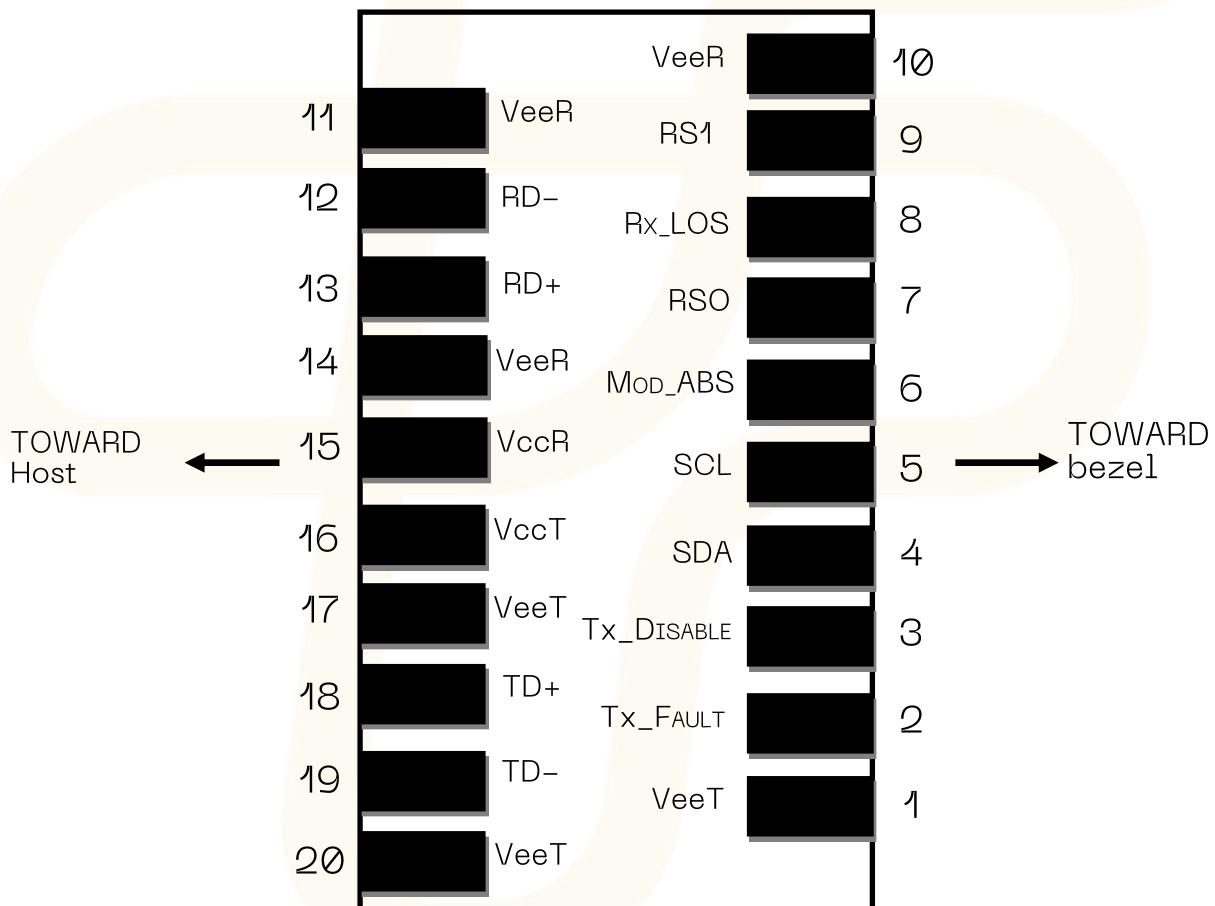 VeeR 10
11 VeeR
RS1 9
12 RD-
Rx_LOS 8
13 RD+
RSO 7
14 VeeR
Mod_ABS 6
TOWARD
Host
15 VccR
SCL 5
TOWARD
bezel
16 VccT
SDA 4
17 VeeT
Tx_Disable 3
18 TD+
Tx_Fault 2
19 TD-
VeeT 1
20 VeeT